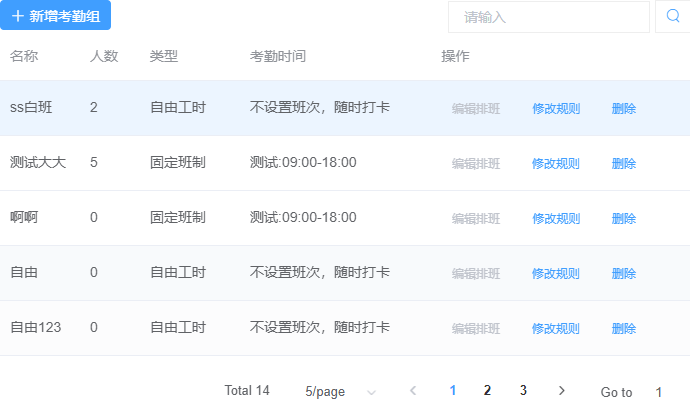 新增考勤组 请输入
名称 人数 类型 考勤时间 操作
ss白班 2 自由工时 不设置班次，随时打卡 编辑排班 修改规则 删除
测试大大 5 固定班制 测试:09:00-18:00 编辑排班 修改规则 删除
啊啊 0 固定班制 测试:09:00-18:00 编辑排班 修改规则 删除
自由 0 自由工时 不设置班次，随时打卡 编辑排班 修改规则 删除
自由123 0 自由工时 不设置班次，随时打卡 编辑排班 修改规则 删除
Total 14 5/page 1 2 3 Go to 1